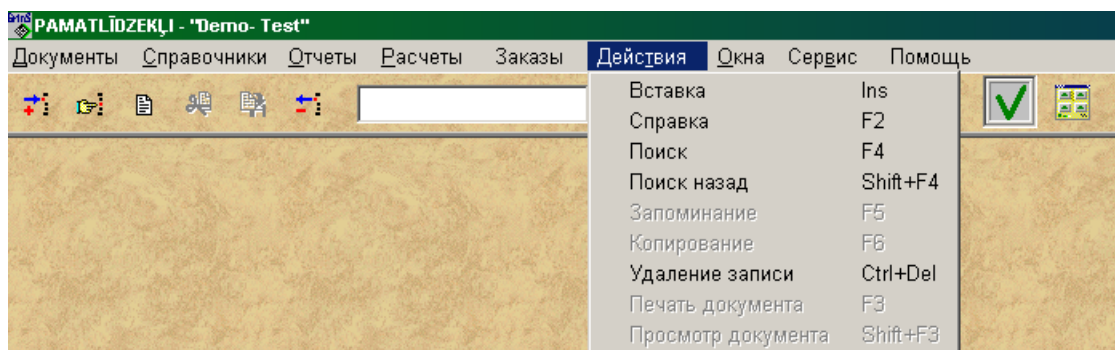 PAMATLĪDZEKĻI - "Demo- Test"
Документы Справочники Отчеты Расчеты Заказы Действия Окна Сервис Помощь
Вставка Ins
Справка F2
Поиск F4
Поиск назад Shift+F4
Запоминание F5
Копирование F6
Удаление записи Ctrl+Del
Печать документа F3
Просмотр документа Shift+F3